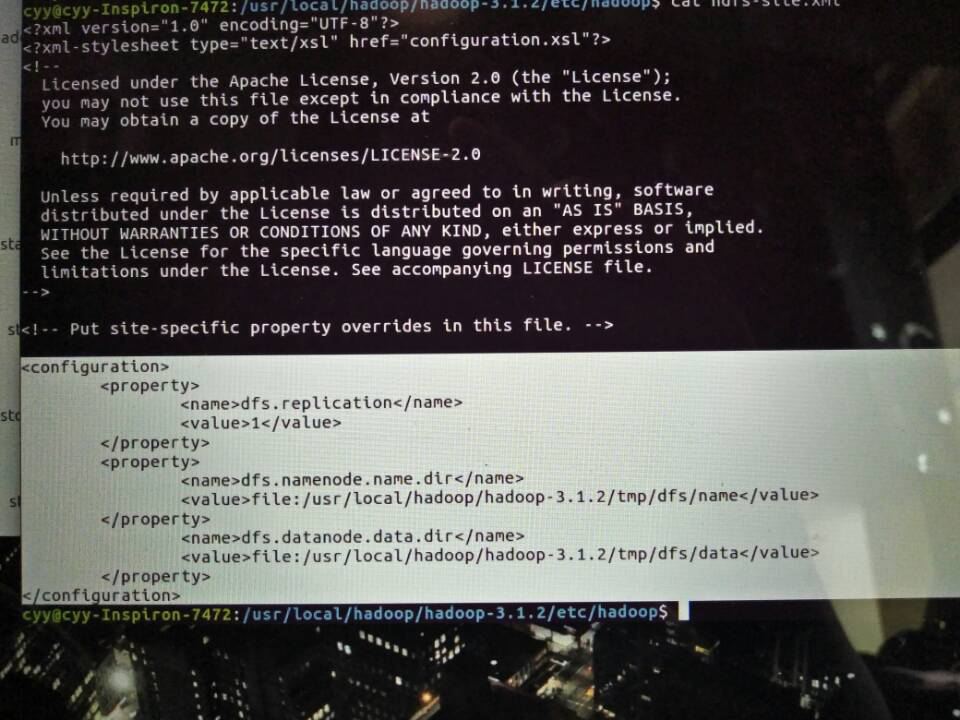 cyy@cyy-Inspiron-7472:/usr/local/hadoop/hadoop-3.1.2/etc/hadoop$ cat hdfs-site.xml
<?xml version="1.0" encoding="UTF-8"?>
<?xml-stylesheet type="text/xsl" href="configuration.xsl"?>
<!--
  Licensed under the Apache License, Version 2.0 (the "License");
  you may not use this file except in compliance with the License.
  You may obtain a copy of the License at

    http://www.apache.org/licenses/LICENSE-2.0

  Unless required by applicable law or agreed to in writing, software
  distributed under the License is distributed on an "AS IS" BASIS,
  WITHOUT WARRANTIES OR CONDITIONS OF ANY KIND, either express or implied.
  See the License for the specific language governing permissions and
  limitations under the License. See accompanying LICENSE file.
-->

<!-- Put site-specific property overrides in this file. -->

<configuration>
        <property>
                <name>dfs.replication</name>
                <value>1</value>
        </property>
        <property>
                <name>dfs.namenode.name.dir</name>
                <value>file:/usr/local/hadoop/hadoop-3.1.2/tmp/dfs/name</value>
        </property>
                <name>dfs.datanode.data.dir</name>
                <value>file:/usr/local/hadoop/hadoop-3.1.2/tmp/dfs/data</value>
        </property>
</configuration>
cyy@cyy-Inspiron-7472:/usr/local/hadoop/hadoop-3.1.2/etc/hadoop$